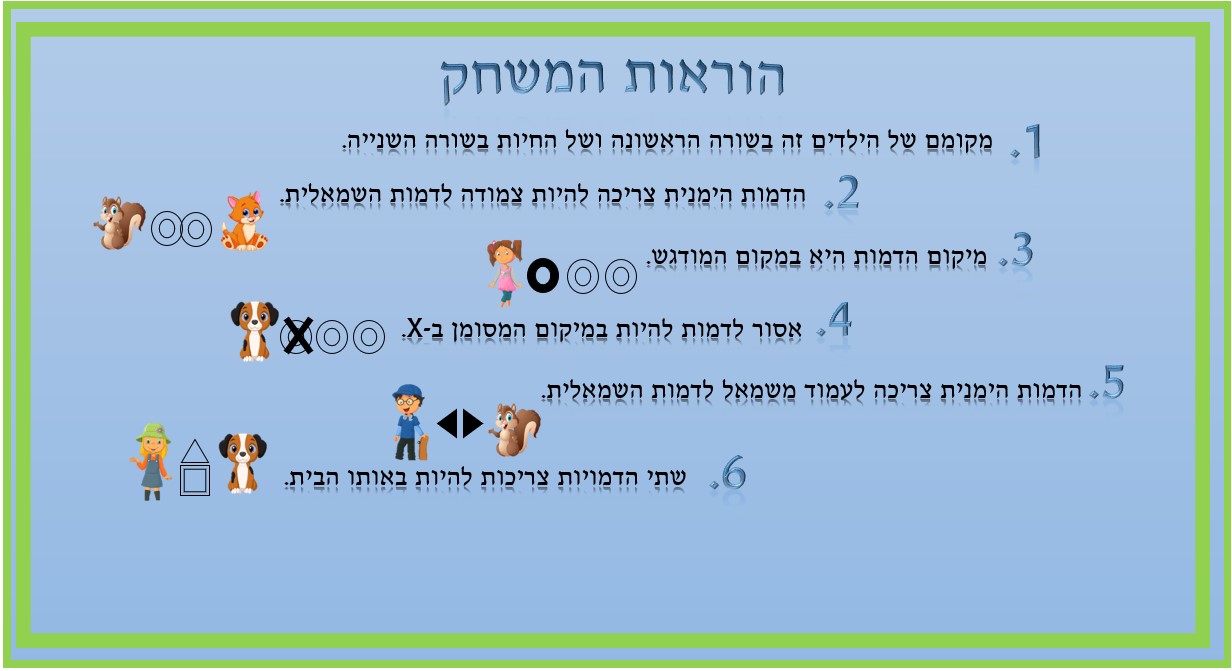 הוראות המשחק
1. מקומם של הילדים זה בשורה הראשונה ושל החיות בשורה השנייה.
2. הדמות הימנית צריכה להיות צמודה לדמות השמאלית.
3. מיקום הדמות היא במקום המודגש.
4. אסור לדמות להיות במיקום המסומן ב-X.
5. הדמות הימנית צריכה לעמוד משמאל לדמות השמאלית.
6. שתי הדמויות צריכות להיות באותו הבית.